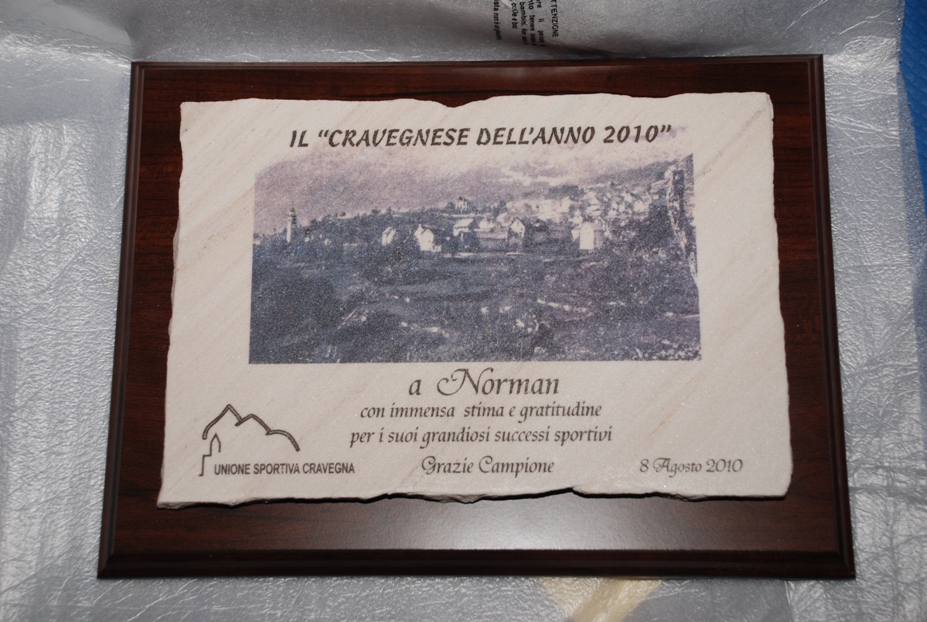 IL “CRAVEGNESE DELL'ANNO 2010”
a Norman
con immensa stima e gratitudine
per i suoi grandiosi successi sportivi
Grazie Campione
8 Agosto 2010
UNIONE SPORTIVA CRAVEGNA